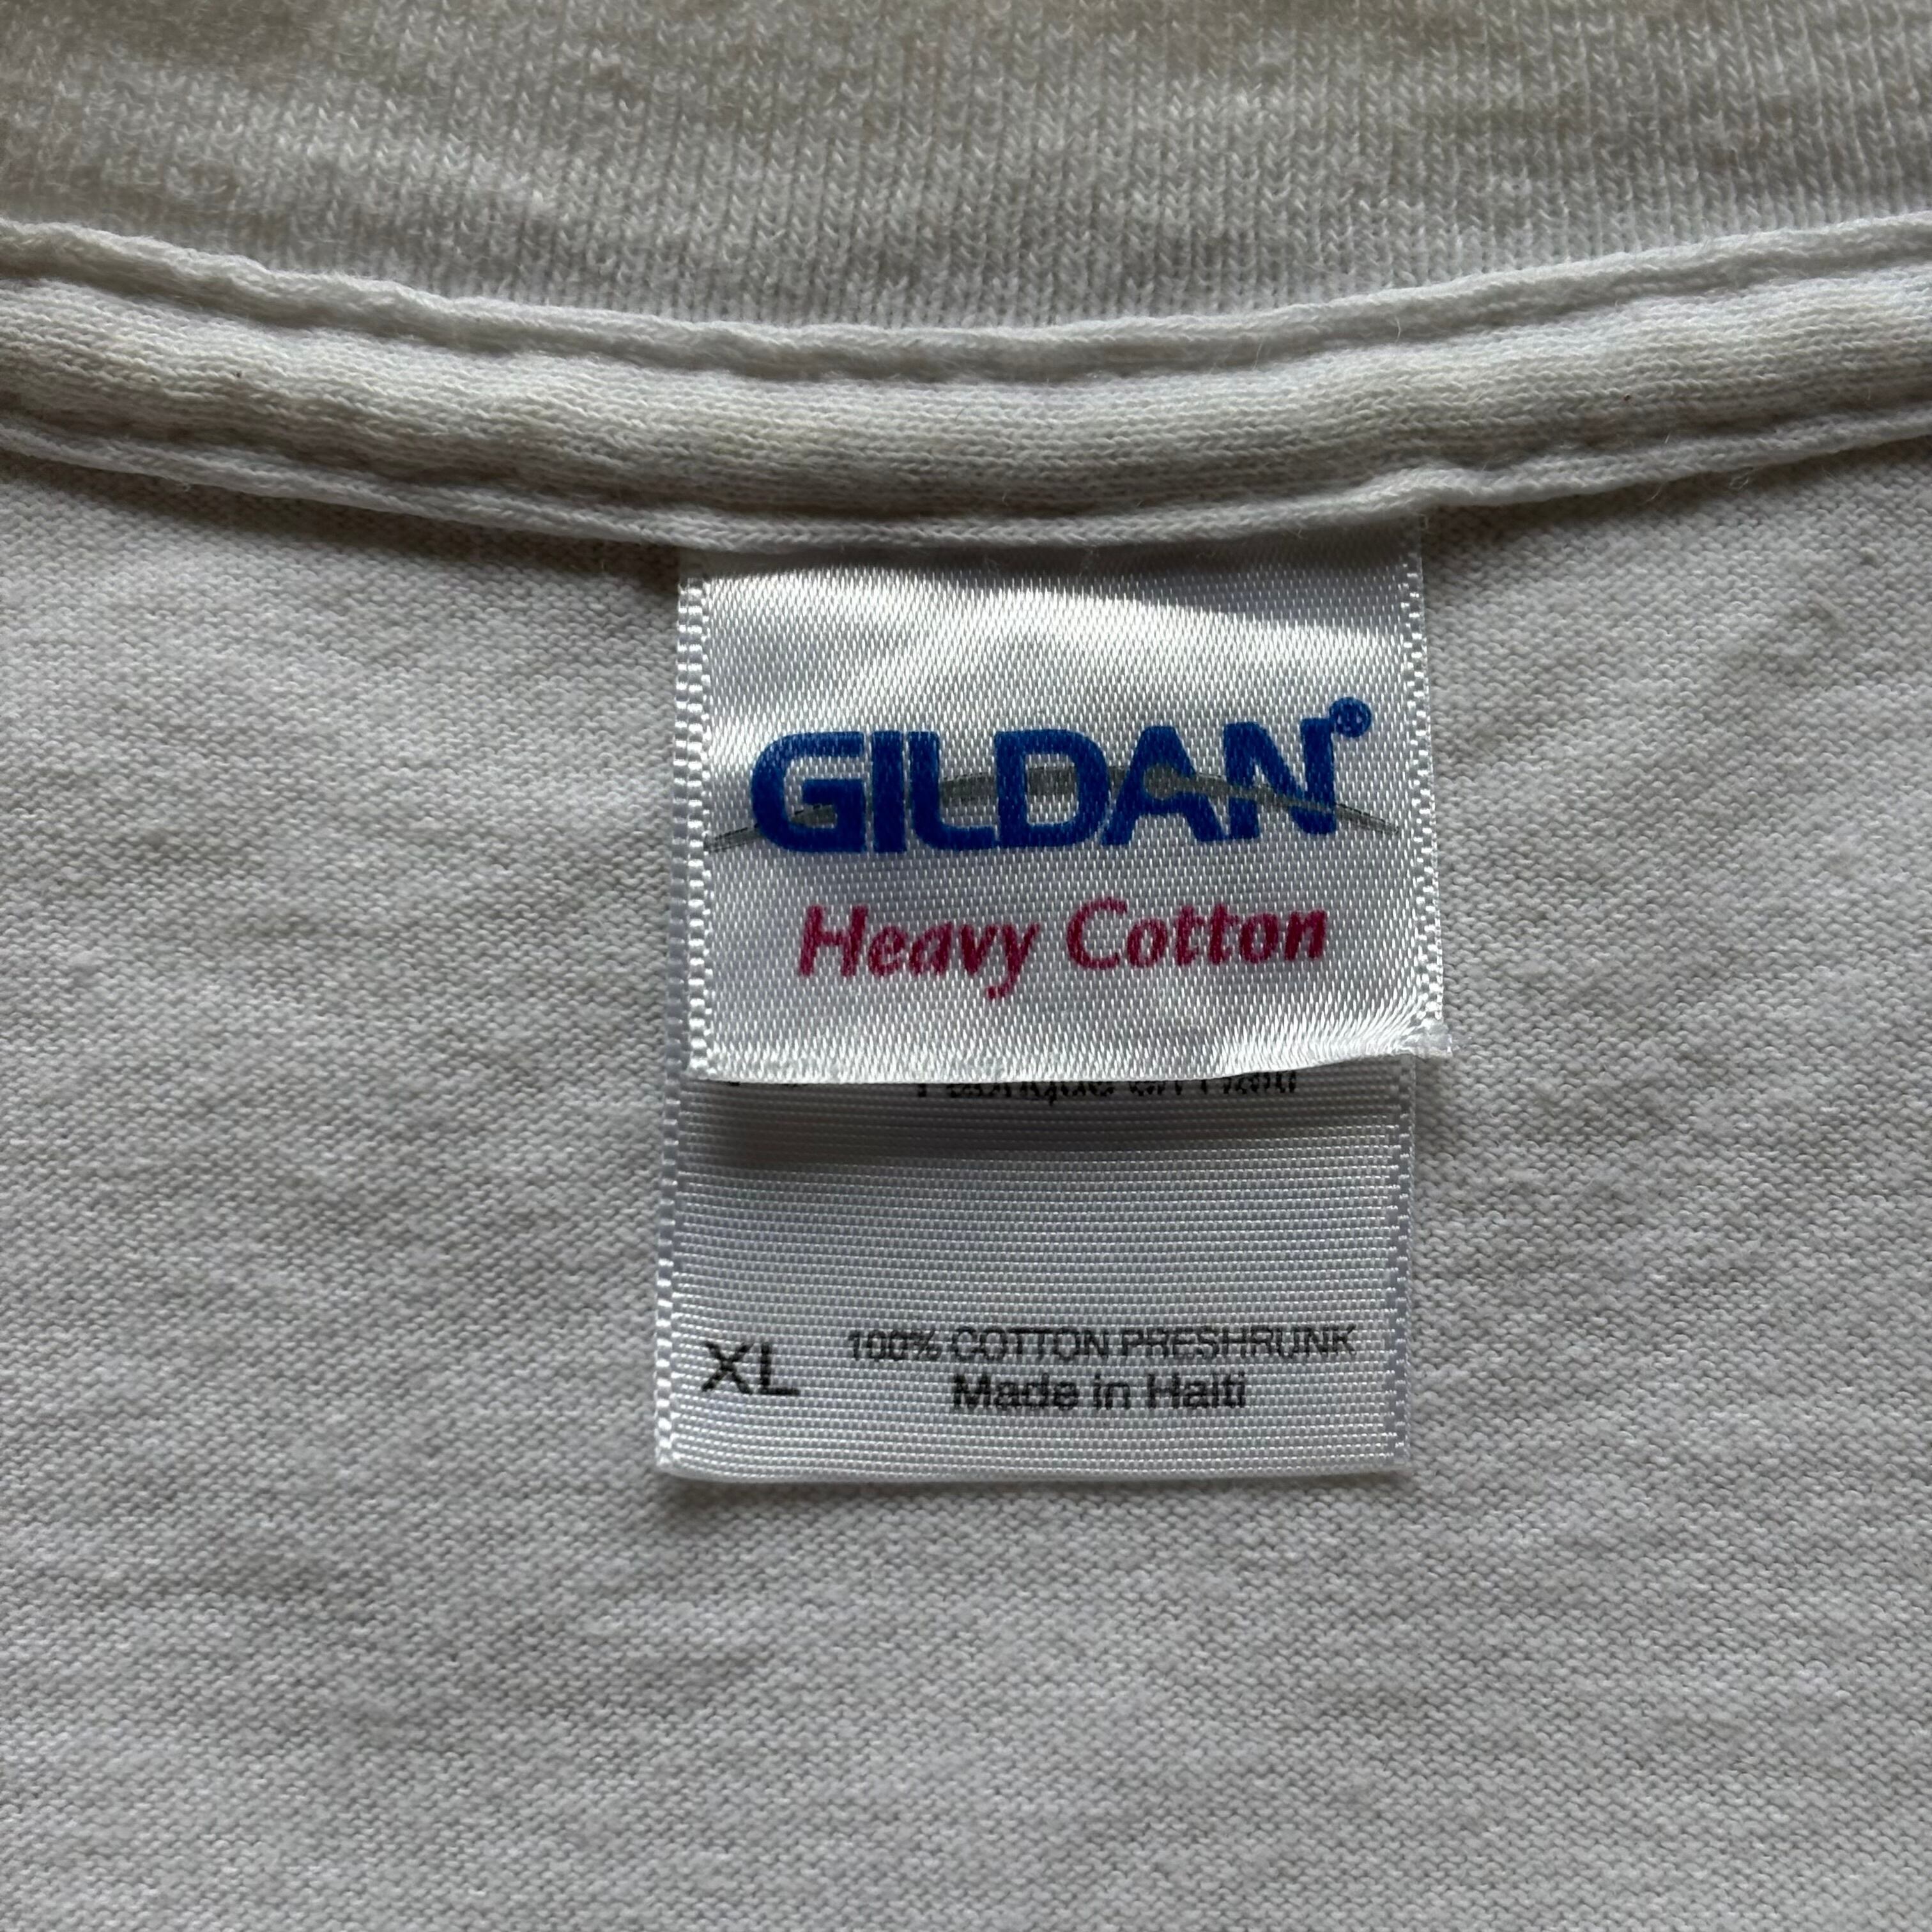 GILDAN®
Heavy Cotton
XL
100% COTTON PRESHRUNK
Made in Haiti